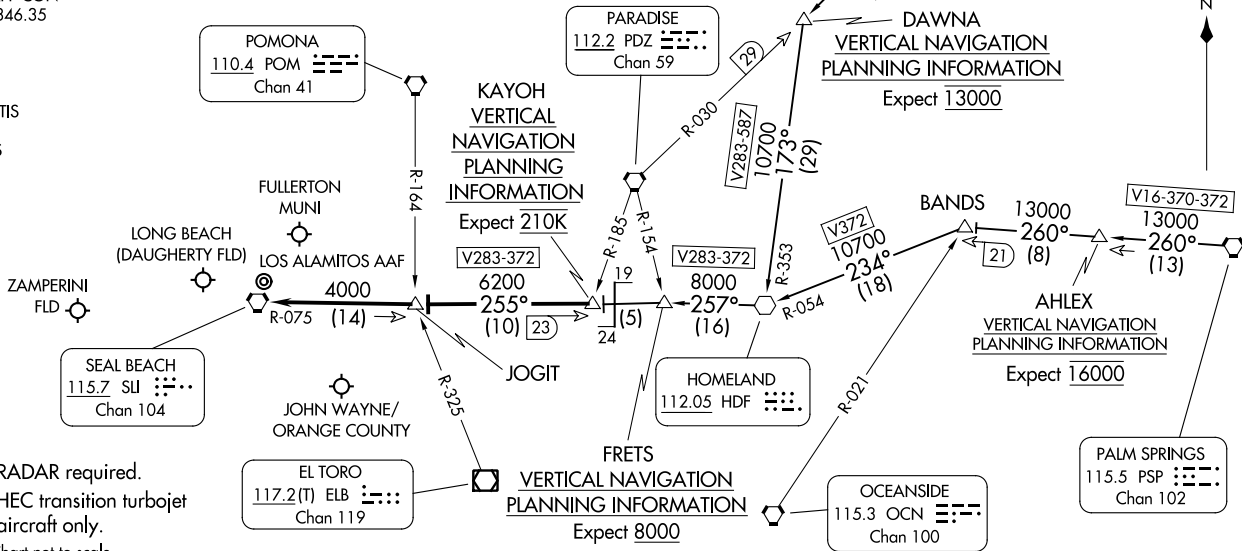 346.35
TIS
POMONA
110.4 POM
Chan 41
PARADISE
112.2 PDZ
Chan 59
DAWNA
VERTICAL NAVIGATION
PLANNING INFORMATION
Expect 13000
N
KAYOH
VERTICAL
NAVIGATION
PLANNING
INFORMATION
Expect 210K
29
R-030
V283-587
10700
173°
(29)
R-164
R-185
R-154
R-353
BANDS
V16-370-372
13000
260°
(13)
13000
260°
(8)
21
V372
10700
234°
(18)
R-054
FULLERTON
MUNI
LONG BEACH
(DAUGHERTY FLD)
LOS ALAMITOS AAF
ZAMPERINI
FLD
4000
(14)
R-075
V283-372
6200
255°
(10)
23
19
24
(5)
V283-372
8000
257°
(16)
AHLEX
VERTICAL NAVIGATION
PLANNING INFORMATION
Expect 16000
SEAL BEACH
115.7 SLI
Chan 104
JOGIT
JOHN WAYNE/
ORANGE COUNTY
R-325
HOMELAND
112.05 HDF
R-021
EL TORO
117.2(T) ELB
Chan 119
FRETS
VERTICAL NAVIGATION
PLANNING INFORMATION
Expect 8000
OCEANSIDE
115.3 OCN
Chan 100
PALM SPRINGS
115.5 PSP
Chan 102
RADAR required.
HEC transition turbojet
aircraft only.